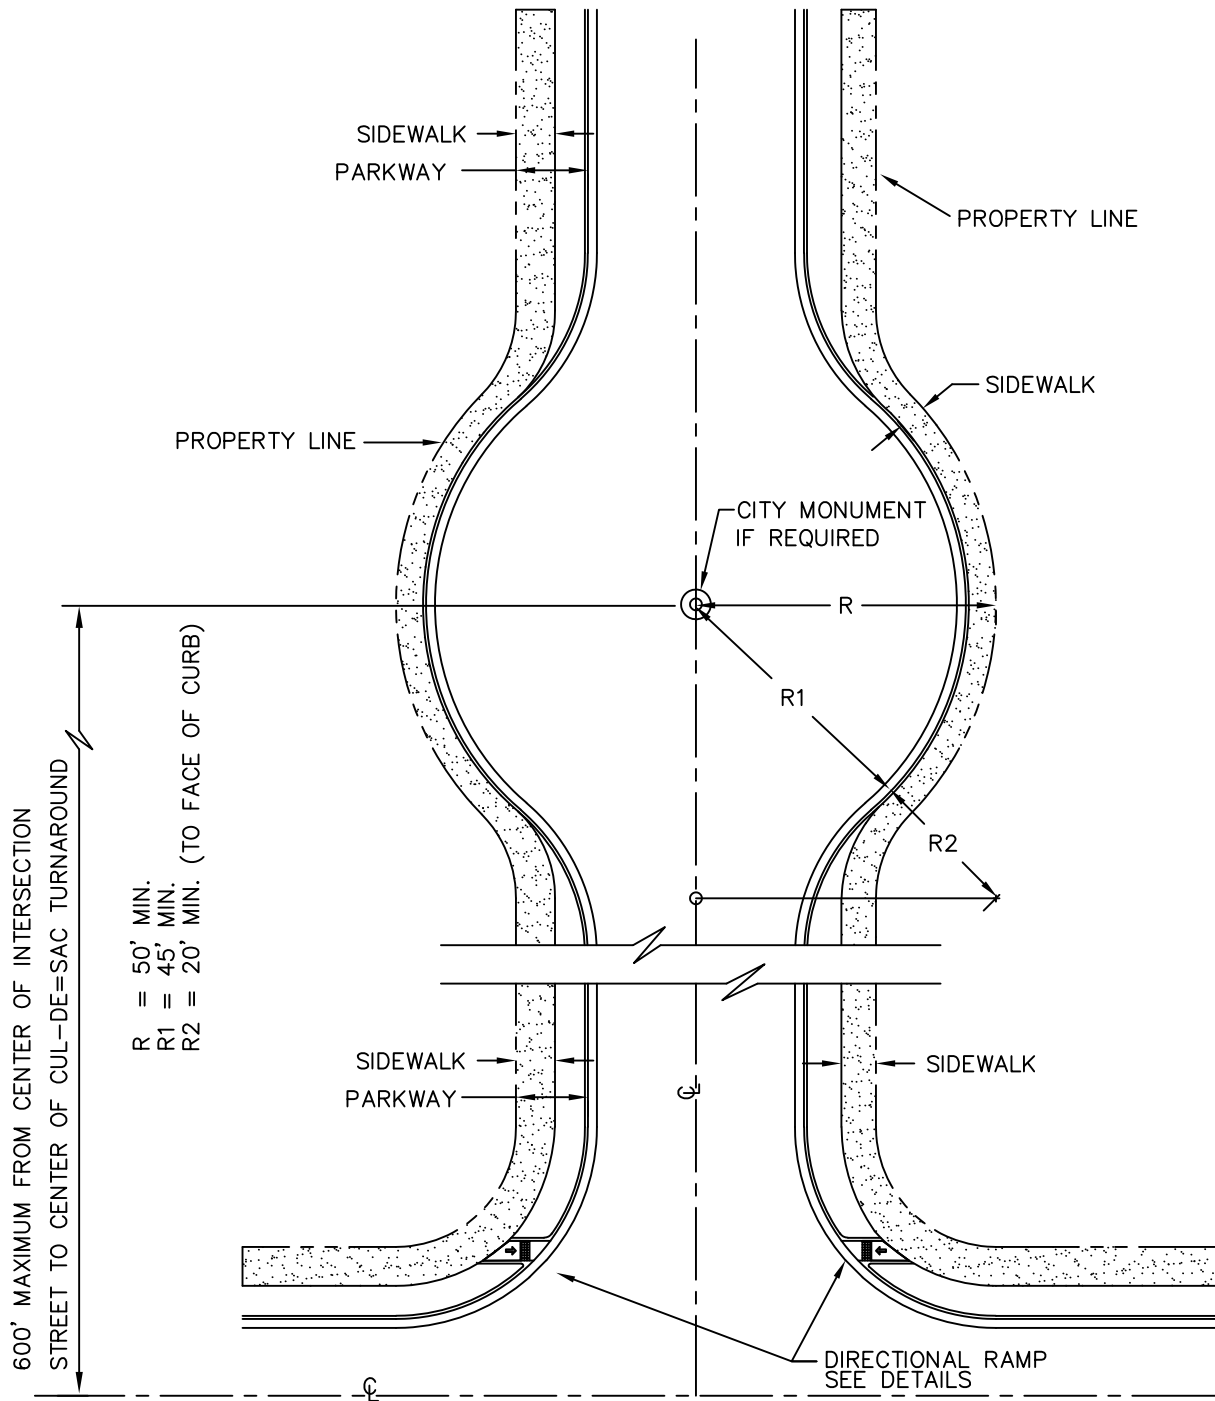 SIDEWALK
PARKWAY
PROPERTY LINE
SIDEWALK
PROPERTY LINE
CITY MONUMENT
IF REQUIRED
R
R1
R2
600' MAXIMUM FROM CENTER OF INTERSECTION
STREET TO CENTER OF CUL-DE=SAC TURNAROUND
R = 50' MIN.
R1 = 45' MIN.
R2 = 20' MIN. (TO FACE OF CURB)
SIDEWALK
PARKWAY
SIDEWALK
CL
DIRECTIONAL RAMP
SEE DETAILS
CL